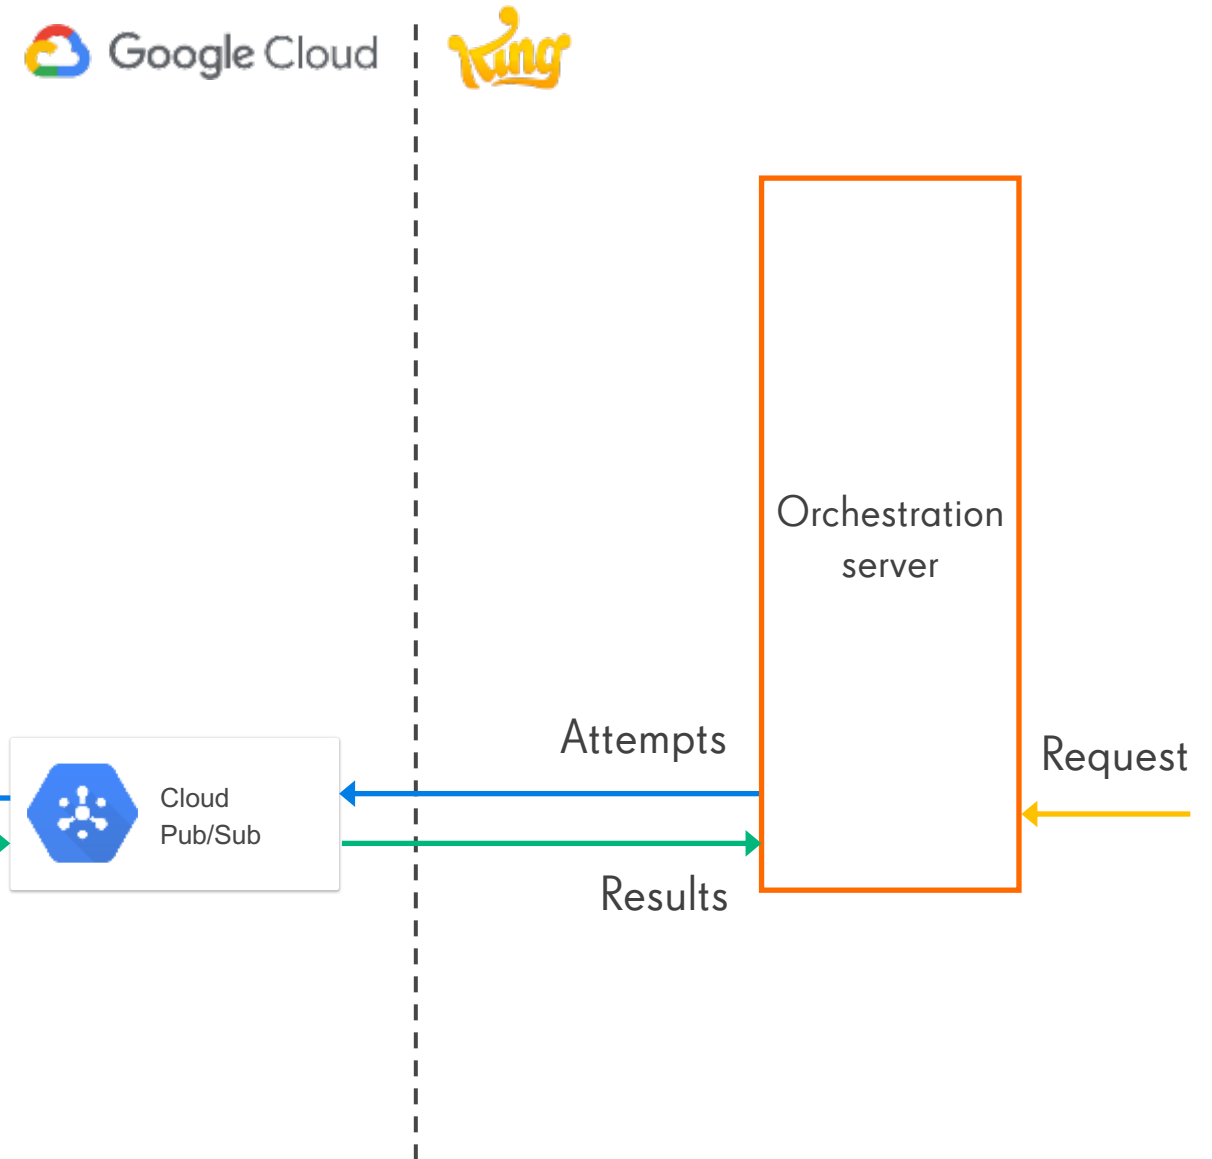 Google Cloud
King
Orchestration
server
Attempts
Request
Cloud
Pub/Sub
Results